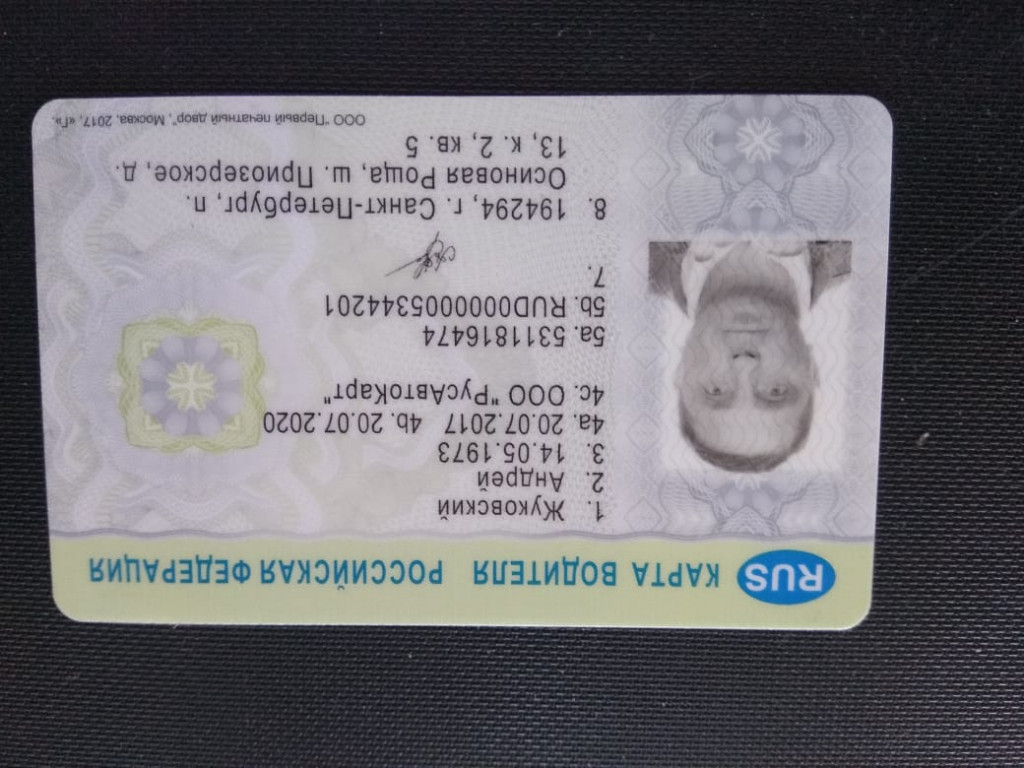 RUS КАРТА ВОДИТЕЛЯ РОССИЙСКАЯ ФЕДЕРАЦИЯ
1. Жуковский
2. Андрей
3. 14.05.1973
4a. 20.07.2017 4b. 20.07.2020
4c. ООО "РусАвтоКарт"
5a. 5311816474
5b. RUD0000005344201
7.
8. 194294, г. Санкт-Петербург, п.
Осиновая Роща, ш. Приозерское, д.
13, к. 2, кв. 5
ООО "Первый печатный двор", Москва, 2017, «Г».